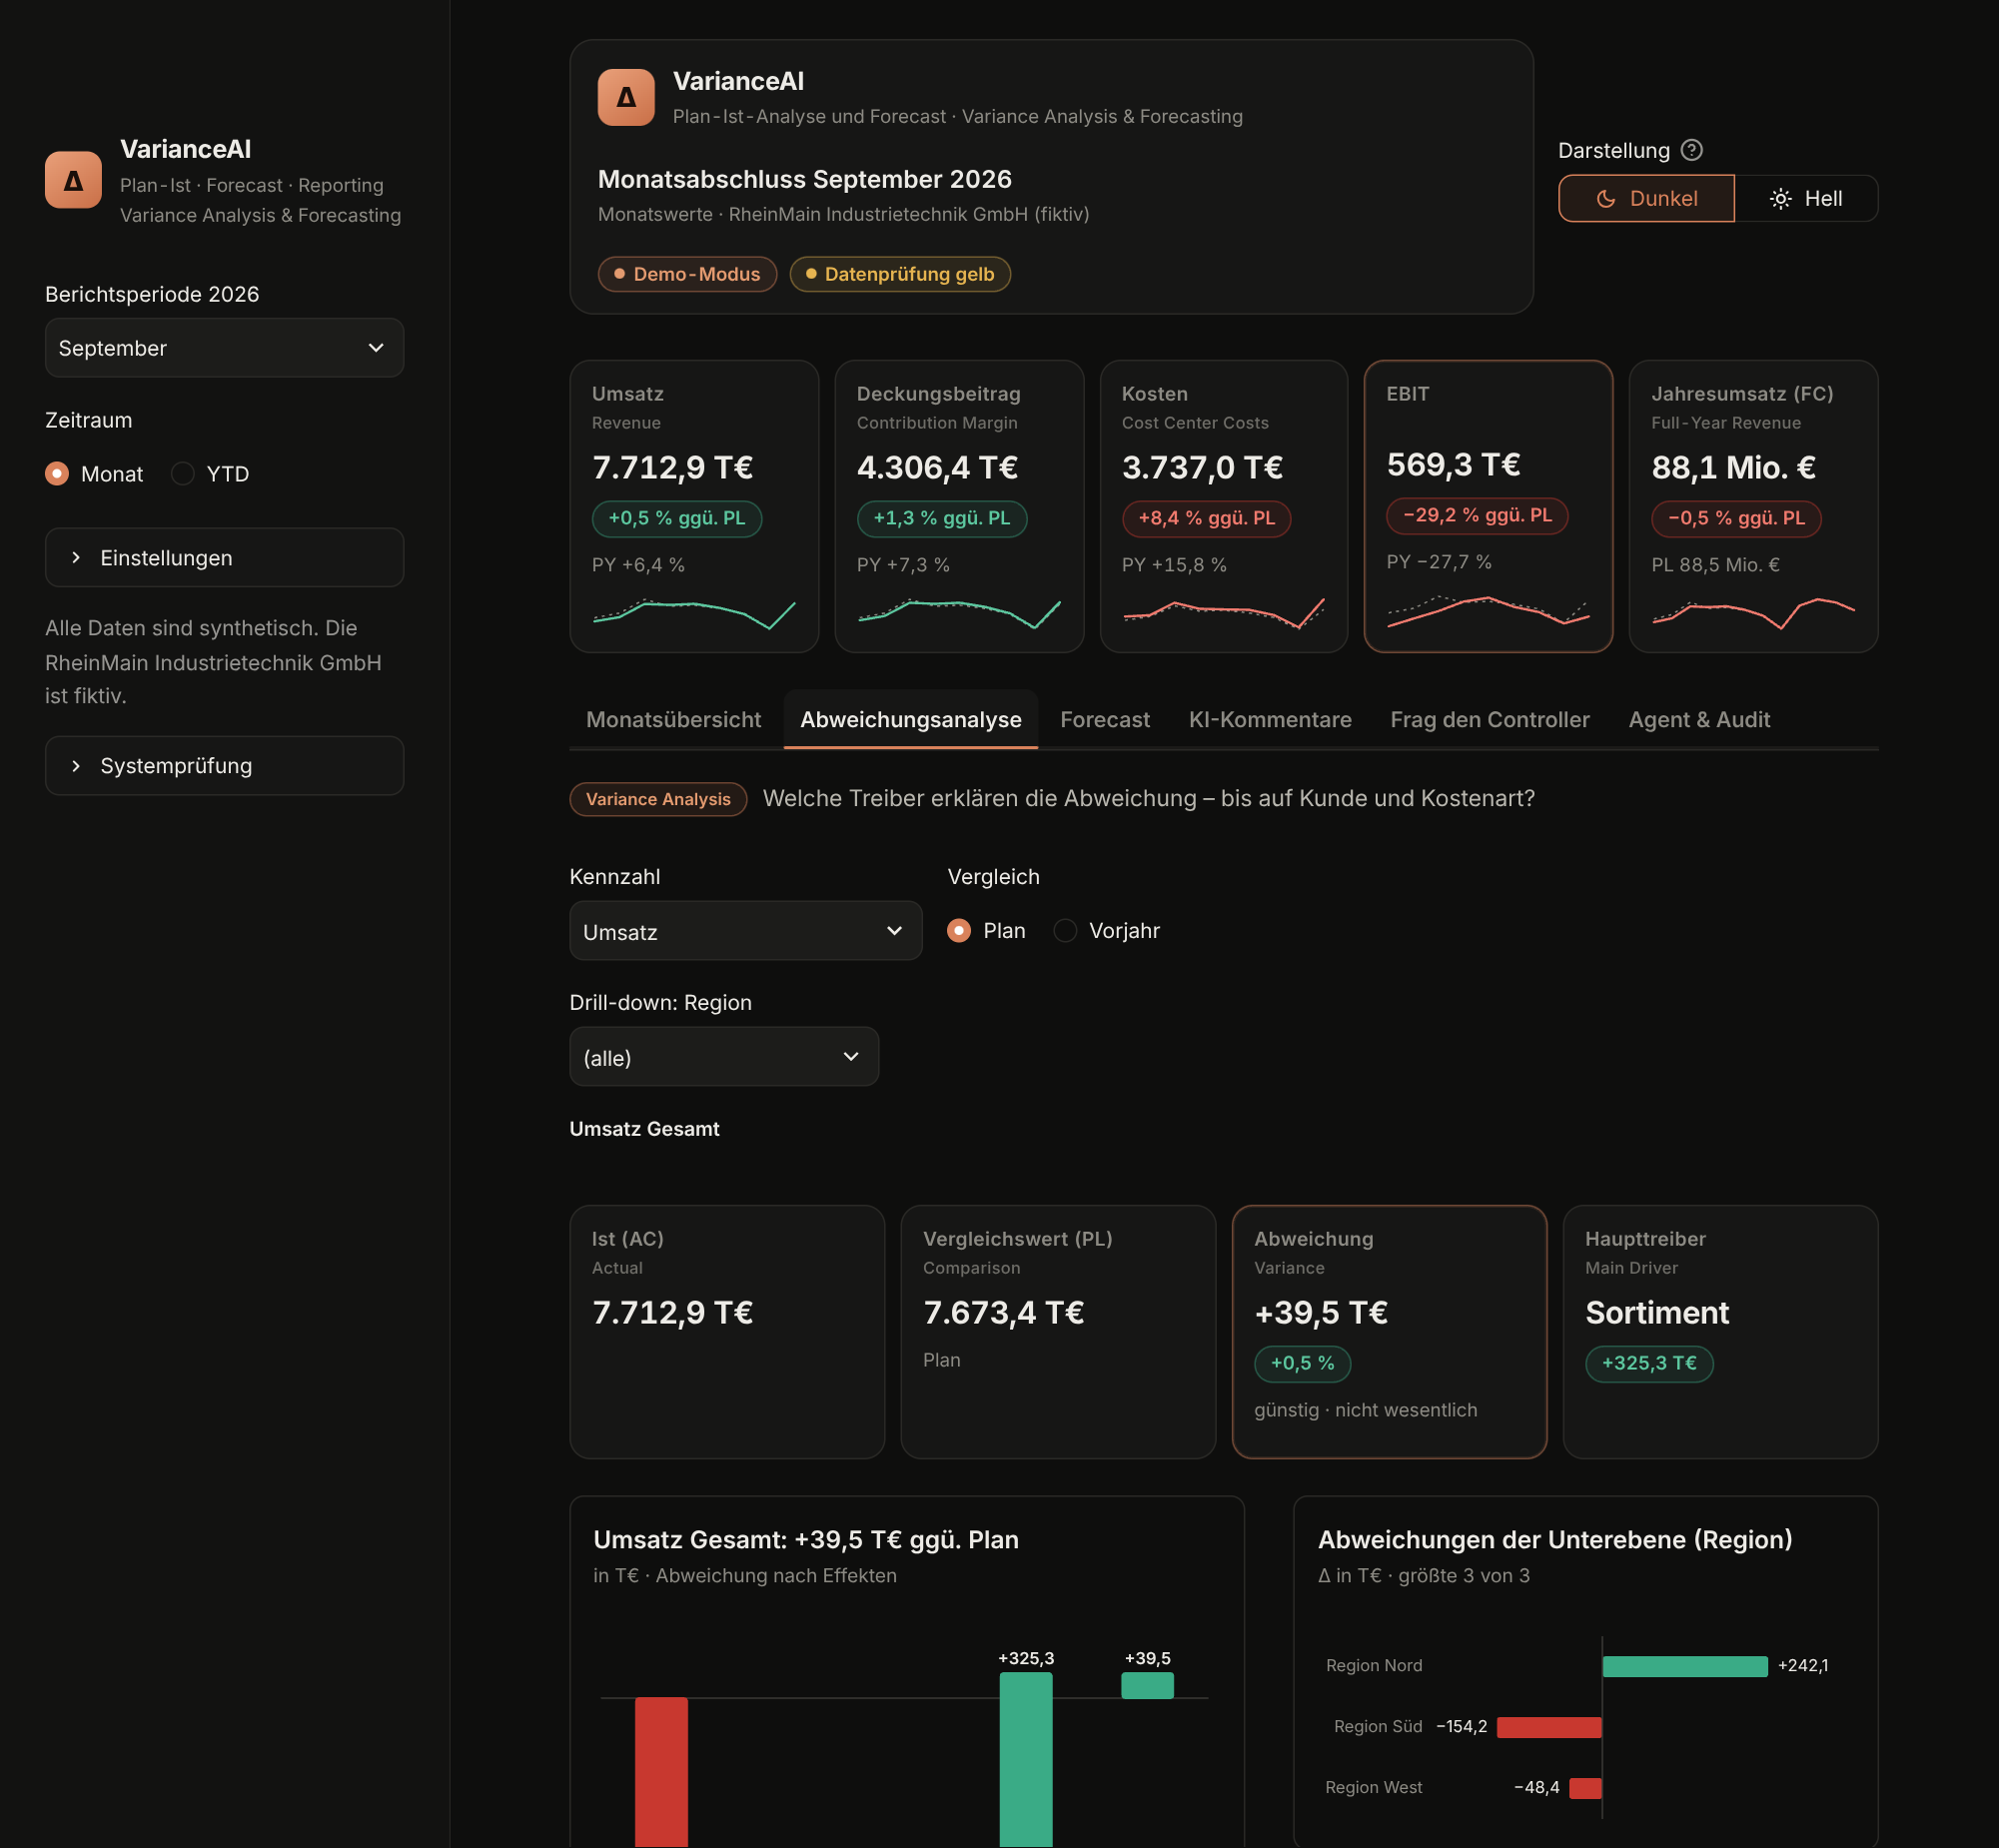 VarianceAI
Plan-Ist · Forecast · Reporting
Variance Analysis & Forecasting
Berichtsperiode 2026
September
Zeitraum
Monat
YTD
Einstellungen
Alle Daten sind synthetisch. Die
RheinMain Industrietechnik GmbH
ist fiktiv.
Systemprüfung
VarianceAI
Plan-Ist-Analyse und Forecast · Variance Analysis & Forecasting
Monatsabschluss September 2026
Monatswerte · RheinMain Industrietechnik GmbH (fiktiv)
Demo-Modus
Datenprüfung gelb
Darstellung
Dunkel
Hell
Umsatz
Revenue
7.712,9 T€
+0,5 % ggü. PL
PY +6,4 %
Deckungsbeitrag
Contribution Margin
4.306,4 T€
+1,3 % ggü. PL
PY +7,3 %
Kosten
Cost Center Costs
3.737,0 T€
+8,4 % ggü. PL
PY +15,8 %
EBIT
569,3 T€
−29,2 % ggü. PL
PY −27,7 %
Jahresumsatz (FC)
Full-Year Revenue
88,1 Mio. €
−0,5 % ggü. PL
PL 88,5 Mio. €
Monatsübersicht
Abweichungsanalyse
Forecast
KI-Kommentare
Frag den Controller
Agent & Audit
Variance Analysis
Welche Treiber erklären die Abweichung – bis auf Kunde und Kostenart?
Kennzahl
Umsatz
Vergleich
Plan
Vorjahr
Drill-down: Region
(alle)
Umsatz Gesamt
Ist (AC)
Actual
7.712,9 T€
Vergleichswert (PL)
Comparison
7.673,4 T€
Plan
Abweichung
Variance
+39,5 T€
+0,5 %
günstig · nicht wesentlich
Haupttreiber
Main Driver
Sortiment
+325,3 T€
Umsatz Gesamt: +39,5 T€ ggü. Plan
in T€ · Abweichung nach Effekten
+325,3
+39,5
Abweichungen der Unterebene (Region)
Δ in T€ · größte 3 von 3
Region Nord
+242,1
Region Süd
−154,2
Region West
−48,4